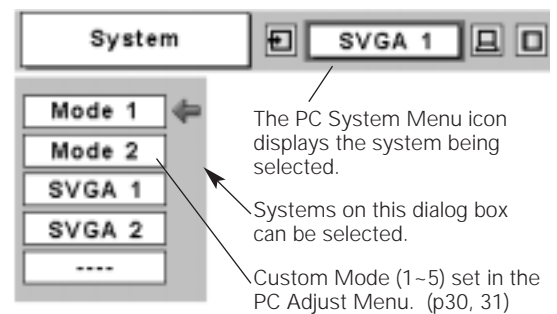 System
SVGA 1
Mode 1
Mode 2
SVGA 1
SVGA 2
----
The PC System Menu icon
displays the system being
selected.
Systems on this dialog box
can be selected.
Custom Mode (1~5) set in the
PC Adjust Menu. (p30, 31)